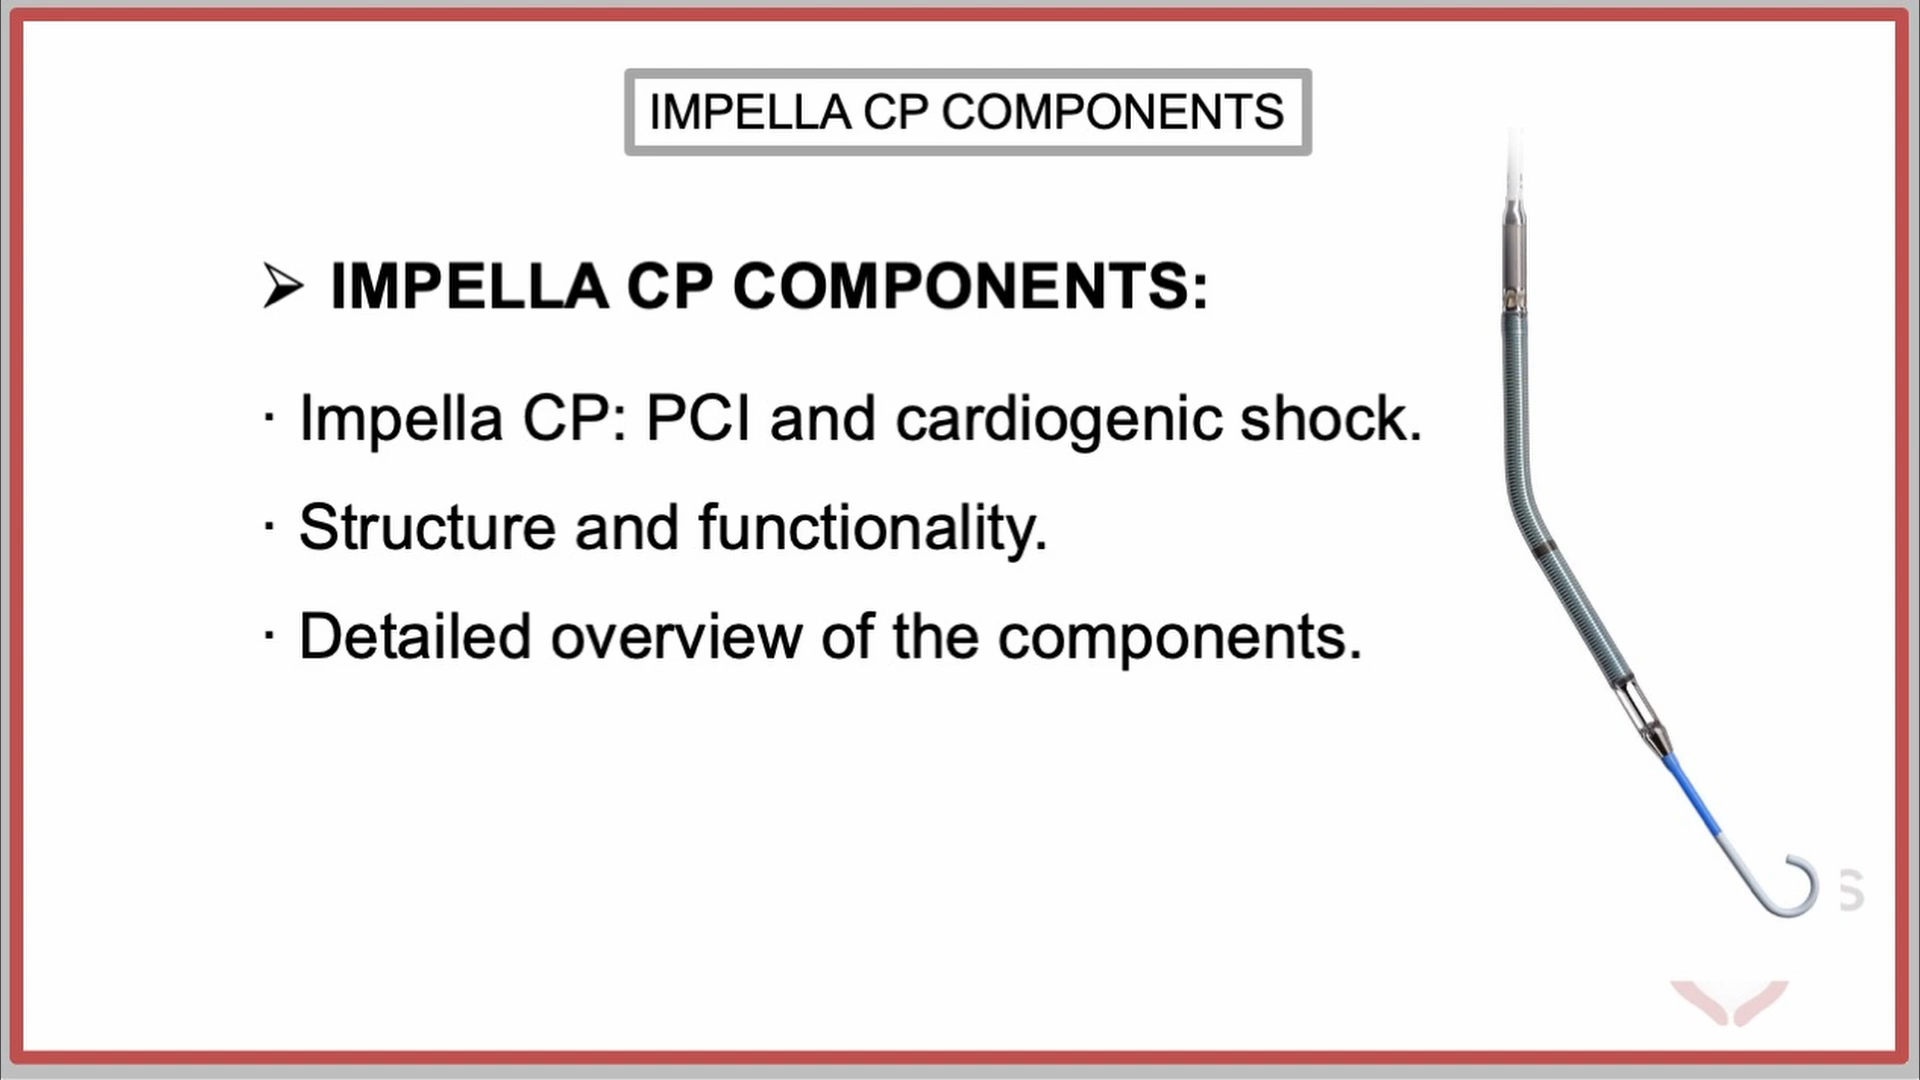 IMPELLA CP COMPONENTS
➢ IMPELLA CP COMPONENTS:
· Impella CP: PCI and cardiogenic shock.
· Structure and functionality.
· Detailed overview of the components.
S